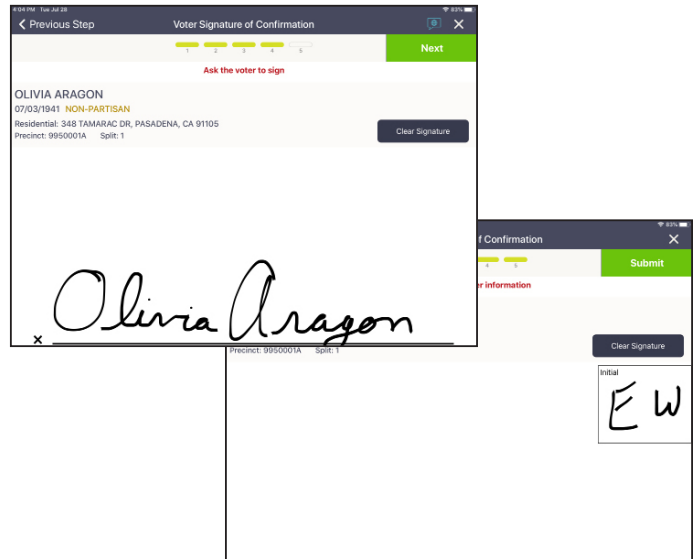 4:04 PM Tue Jul 28 83%
< Previous Step Voter Signature of Confirmation ×
1 2 3 4 5 Next
Ask the voter to sign
OLIVIA ARAGON
07/03/1941 NON-PARTISAN
Residential: 348 TAMARAC DR, PASADENA, CA 91105
Precinct: 9950001A Split: 1
Clear Signature
Olivia Aragon
×
83%
f Confirmation ×
4 5 Submit
er information
Precinct: 9950001A Split: 1
Clear Signature
Initial
E W